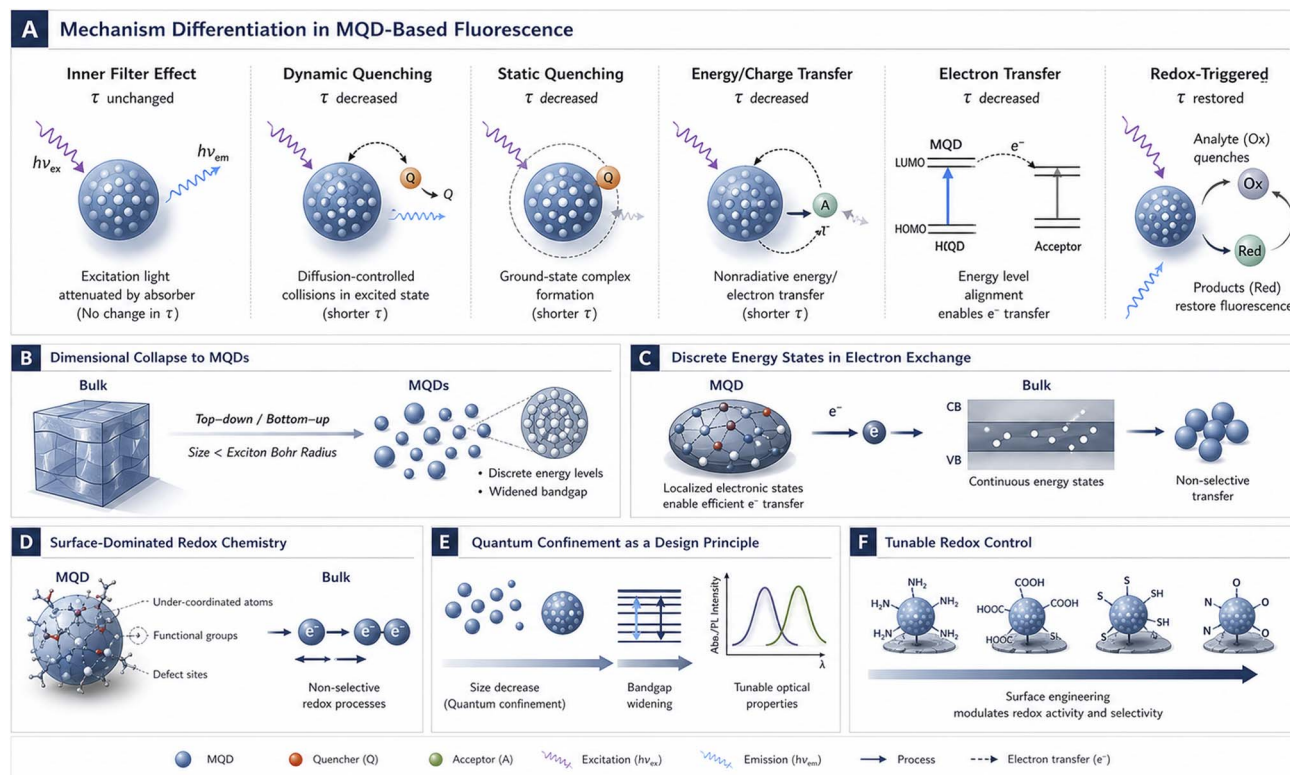 A Mechanism Differentiation in MQD-Based Fluorescence
Inner Filter Effect
τ unchanged
hν_ex
hν_em
Excitation light
attenuated by absorber
(No change in τ)
Dynamic Quenching
τ decreased
Q
Q
Diffusion-controlled
collisions in excited state
(shorter τ)
Static Quenching
τ decreased
Q
Ground-state complex
formation
(shorter τ)
Energy/Charge Transfer
τ decreased
A
Nonradiative energy/
electron transfer
(shorter τ)
Electron Transfer
τ decreased
MQD
e⁻
LUMO
HOMO
Acceptor
Energy level
alignment
enables e⁻ transfer
Redox-Triggered
τ restored
Analyte (Ox)
quenches
Ox
Red
Products (Red)
restore fluorescence
B Dimensional Collapse to MQDs
Bulk
Top-down / Bottom-up
Size < Exciton Bohr Radius
MQDs
• Discrete energy levels
• Widened bandgap
C Discrete Energy States in Electron Exchange
MQD
Localized electronic states
enable efficient e⁻ transfer
e⁻
e
Bulk
CB
VB
Continuous energy states
Non-selective
transfer
D Surface-Dominated Redox Chemistry
MQD
Under-coordinated atoms
Functional groups
Defect sites
Bulk
e⁻
e⁻ e
Non-selective
redox processes
E Quantum Confinement as a Design Principle
Size decrease
(Quantum confinement)
Bandgap
widening
Abe./PL Intensity
λ
Tunable optical
properties
F Tunable Redox Control
NH₂
H₂N NH₂
H₂N NH₂
COOH
HOOC COOH
HOOC
S
S SH
SH
S
O
N O
N O
Surface engineering
modulates redox activity and selectivity
MQD
Quencher (Q)
Acceptor (A)
Excitation (hν_ex)
Emission (hν_em)
Process
Electron transfer (e⁻)